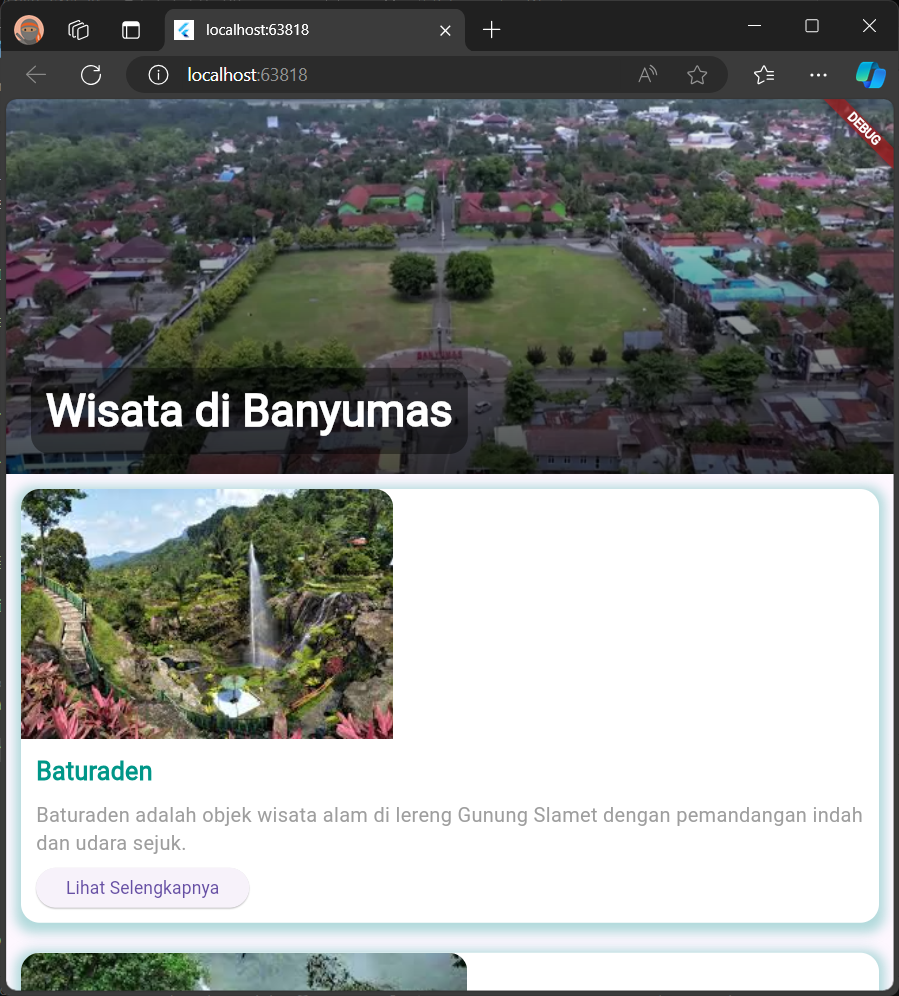 localhost:63818
localhost:63818
DEBUG
BANYUMAS
Wisata di Banyumas
Baturaden
Baturaden adalah objek wisata alam di lereng Gunung Slamet dengan pemandangan indah
dan udara sejuk.
Lihat Selengkapnya